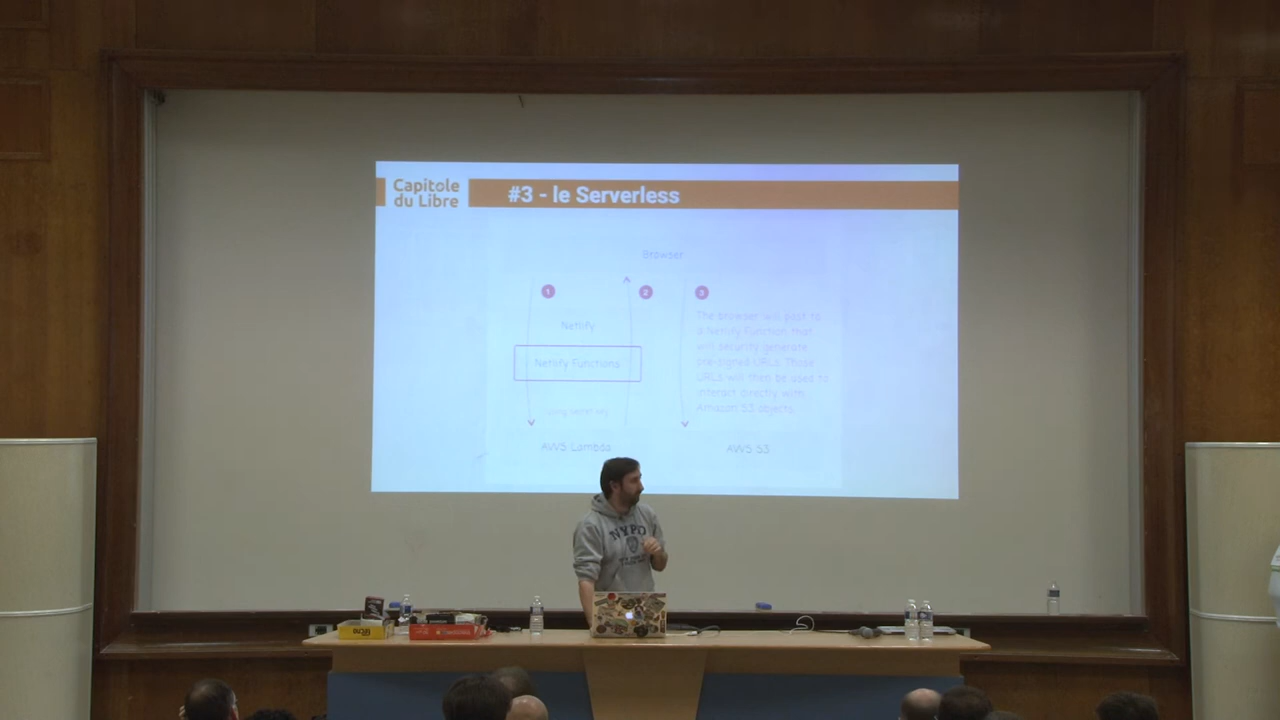 Capitole
du Libre
#3 - le Serverless
Browser
1
2
3
Netlify
Netlify Functions
AWS Lambda
The browser will post to
a Netlify Function that
will security generate
pre-signed URLs. Those
URLs will then be used to
interact directly with
Amazon S3 objects.
AWS S3
NYPD